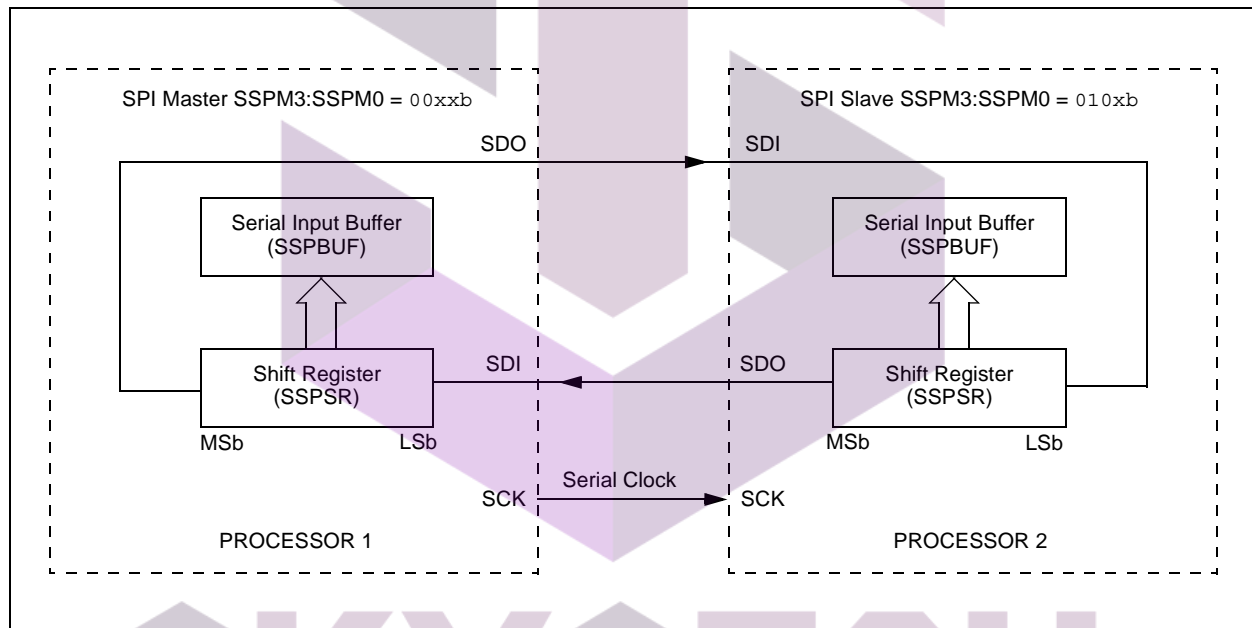 SPI Master SSPM3:SSPM0 = 00xxb
SPI Slave SSPM3:SSPM0 = 010xb
SDO
SDI
Serial Input Buffer
(SSPBUF)
Serial Input Buffer
(SSPBUF)
SDI
SDO
Shift Register
(SSPSR)
Shift Register
(SSPSR)
MSb
LSb
MSb
LSb
Serial Clock
SCK
SCK
PROCESSOR 1
PROCESSOR 2